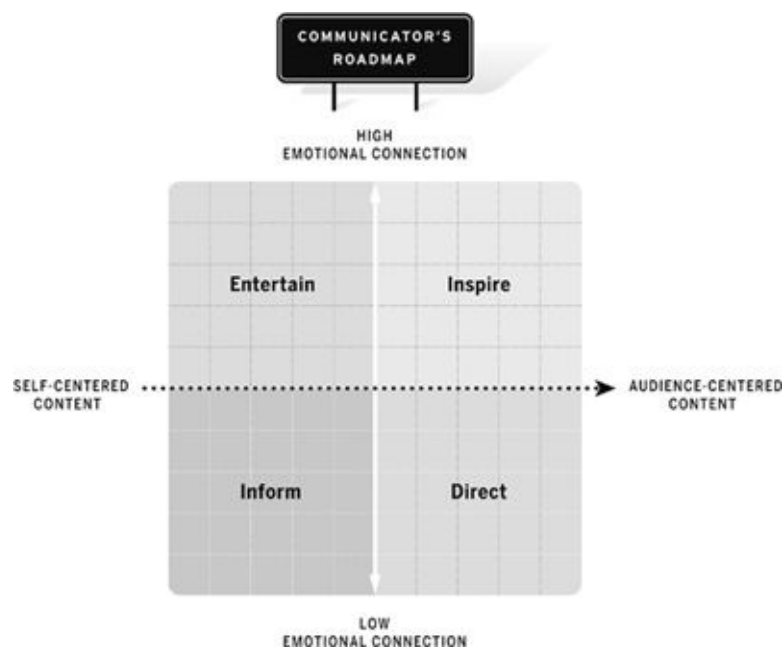 COMMUNICATOR'S
ROADMAP
HIGH
EMOTIONAL CONNECTION
Entertain
Inspire
SELF-CENTERED
CONTENT
AUDIENCE-CENTERED
CONTENT
Inform
Direct
LOW
EMOTIONAL CONNECTION